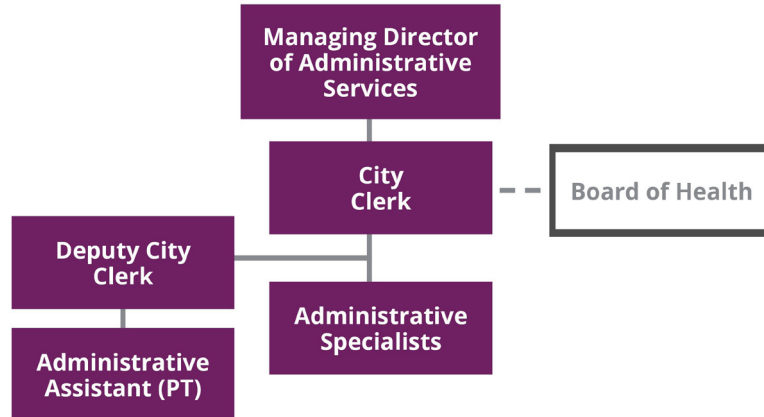 Managing Director
of Administrative
Services
City
Clerk
Board of Health
Deputy City
Clerk
Administrative
Specialists
Administrative
Assistant (PT)